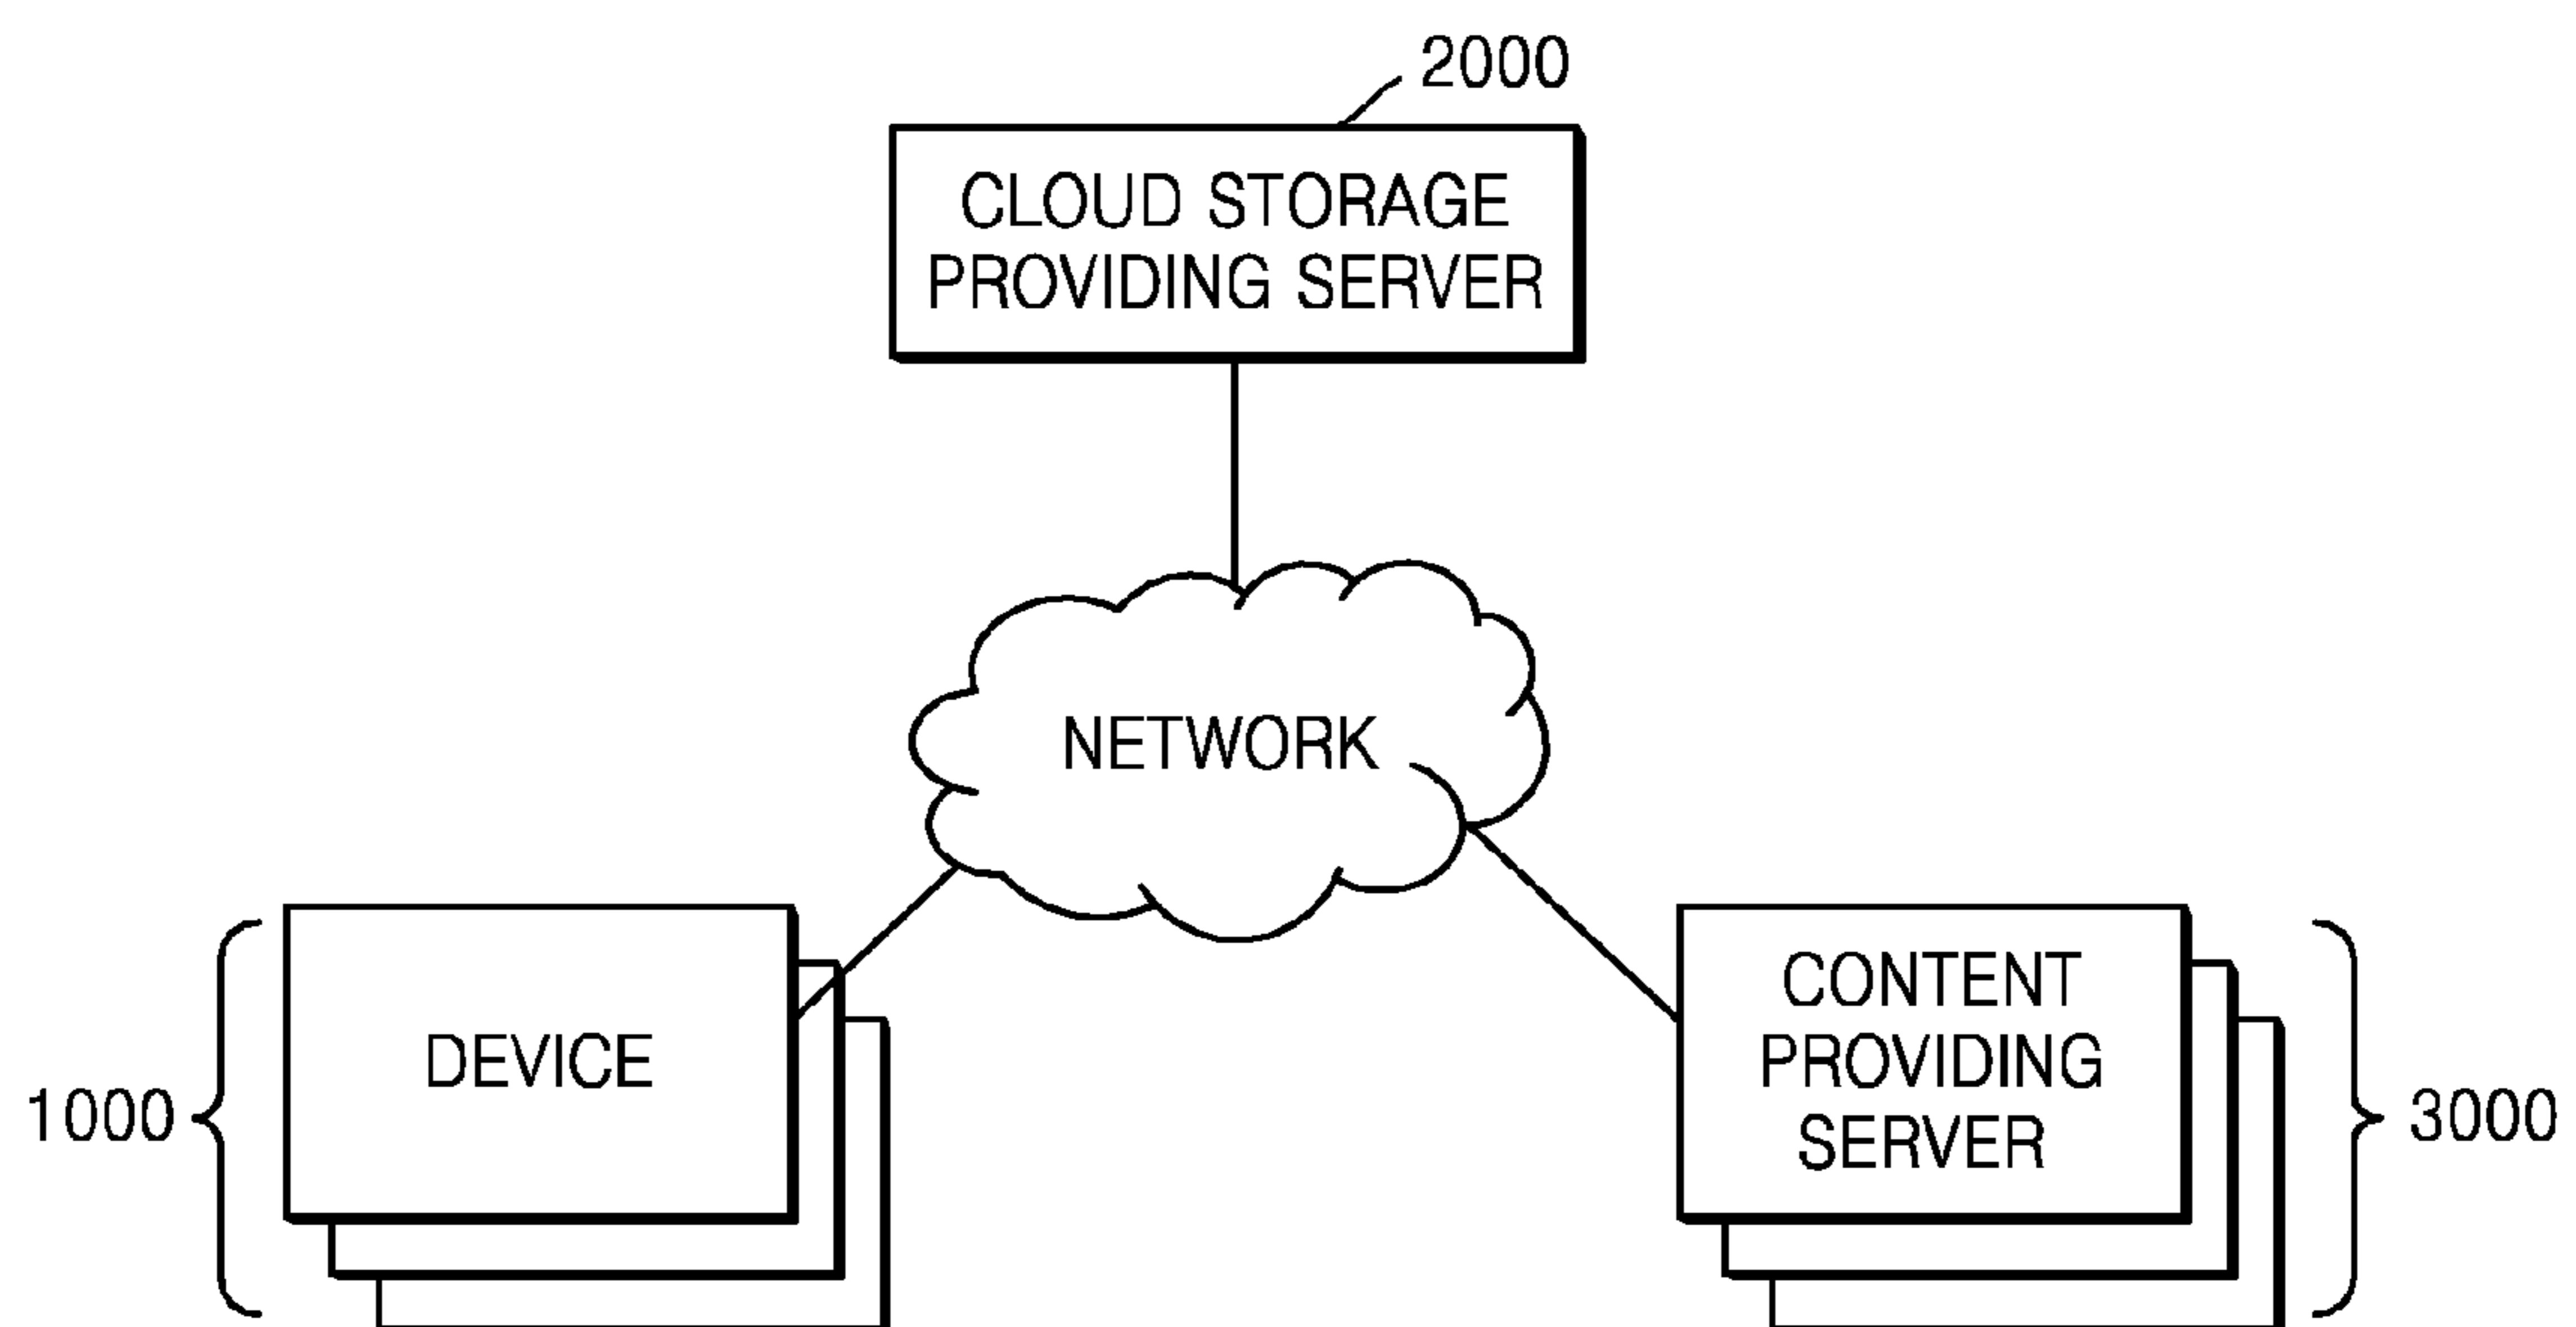 2000
CLOUD STORAGE
PROVIDING SERVER
NETWORK
1000
DEVICE
CONTENT
PROVIDING
SERVER
3000